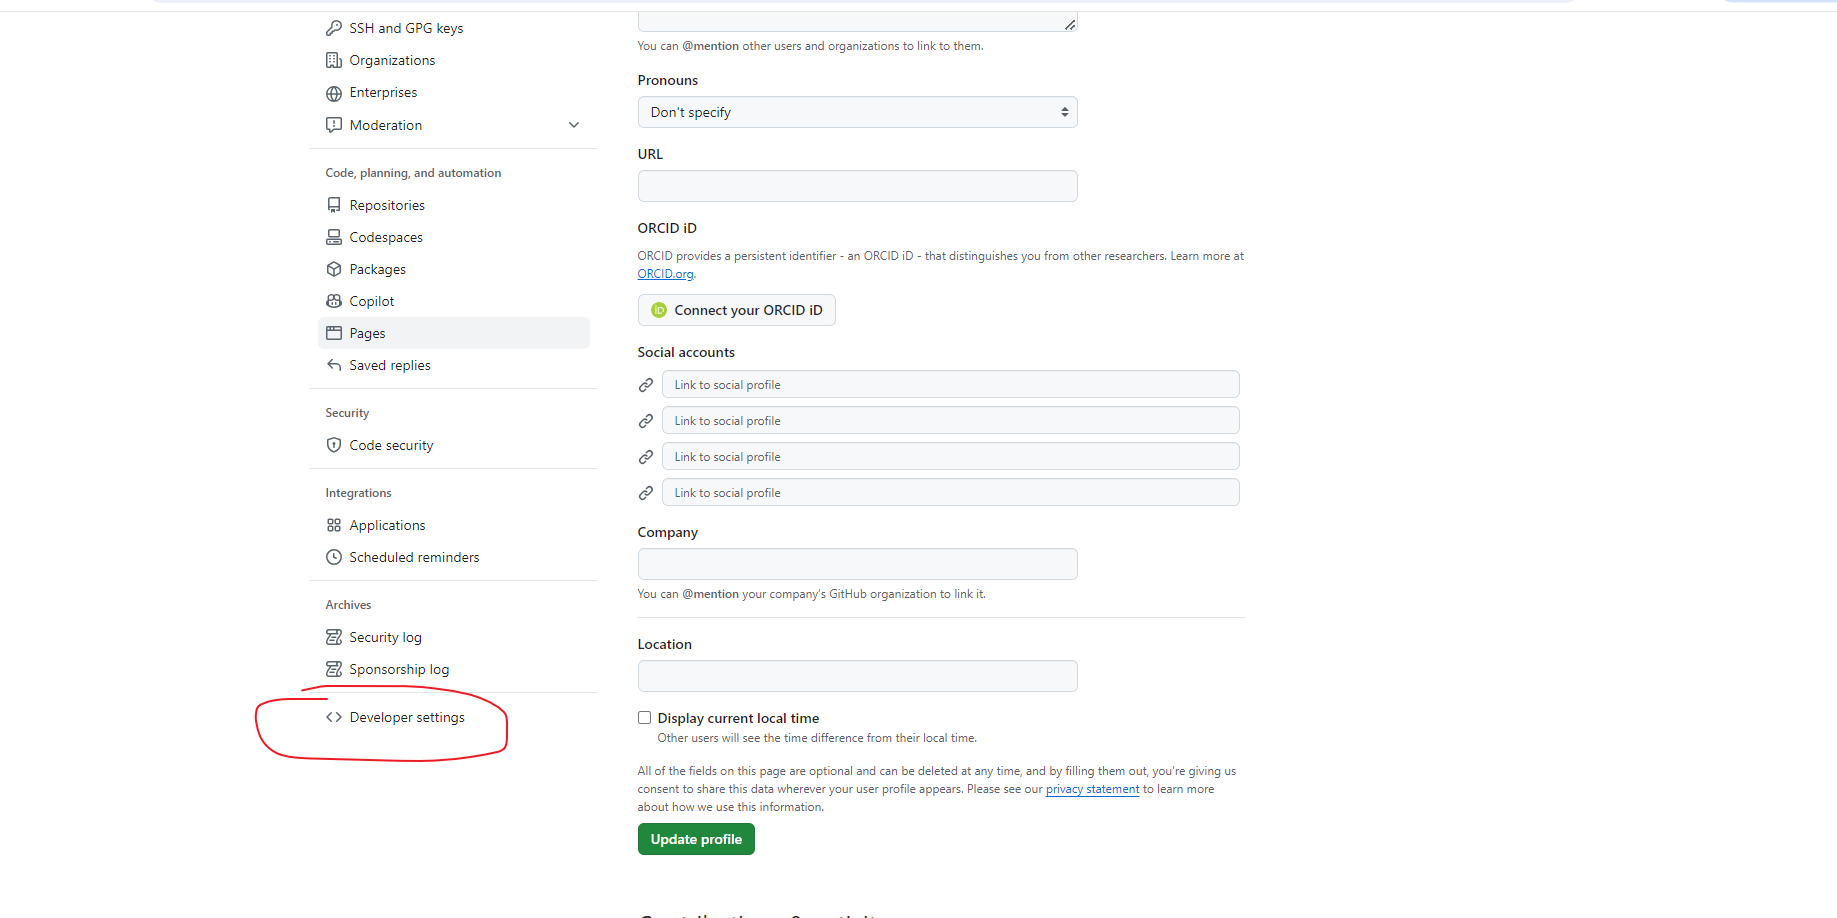 SSH and GPG keys
Organizations
Enterprises
Moderation
Code, planning, and automation
Repositories
Codespaces
Packages
Copilot
Pages
Saved replies
Security
Code security
Integrations
Applications
Scheduled reminders
Archives
Security log
Sponsorship log
Developer settings
You can @mention other users and organizations to link to them.
Pronouns
Don't specify
URL
ORCID iD
ORCID provides a persistent identifier - an ORCID iD - that distinguishes you from other researchers. Learn more at
ORCID.org.
iD Connect your ORCID iD
Social accounts
Link to social profile
Link to social profile
Link to social profile
Link to social profile
Company
You can @mention your company's GitHub organization to link it.
Location
Display current local time
Other users will see the time difference from their local time.
All of the fields on this page are optional and can be deleted at any time, and by filling them out, you're giving us
consent to share this data wherever your user profile appears. Please see our privacy statement to learn more
about how we use this information.
Update profile